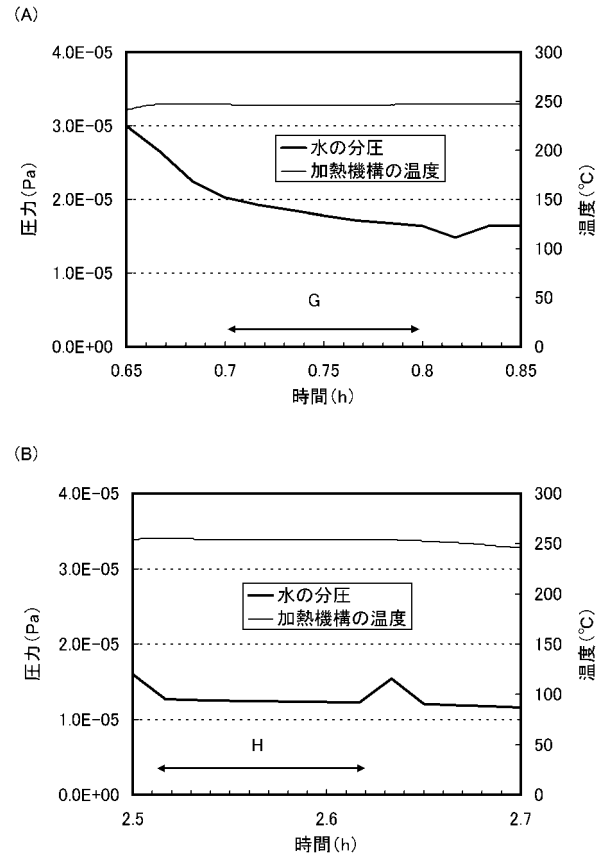 (A)
4.0E-05
3.0E-05
2.0E-05
1.0E-05
0.0E+00
圧力(Pa)
水の分圧
加熱機構の温度
G
300
250
200
150
100
50
0
温度(℃)
0.65
0.7
0.75
0.8
0.85
時間(h)
(B)
4.0E-05
3.0E-05
2.0E-05
1.0E-05
0.0E+00
圧力(Pa)
水の分圧
加熱機構の温度
H
300
250
200
150
100
50
0
温度(℃)
2.5
2.6
2.7
時間(h)